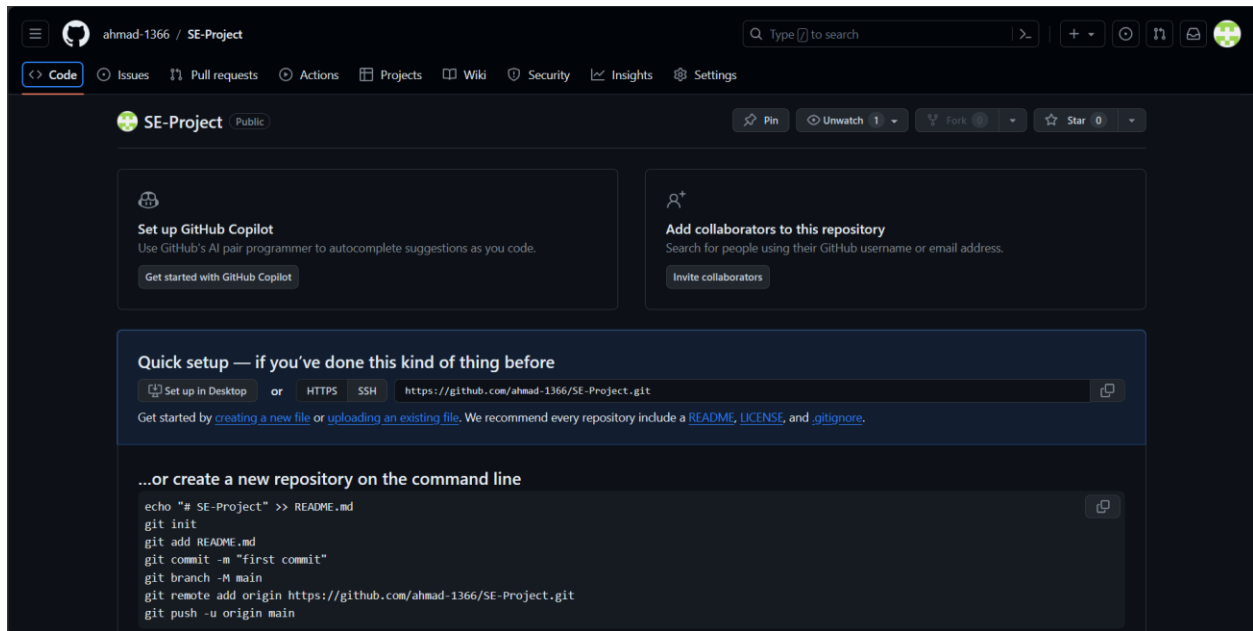 ahmad-1366 / SE-Project
Type / to search
Code Issues Pull requests Actions Projects Wiki Security Insights Settings
SE-Project Public
Pin Unwatch 1 Fork 0 Star 0
Set up GitHub Copilot
Use GitHub's AI pair programmer to autocomplete suggestions as you code.
Get started with GitHub Copilot
Add collaborators to this repository
Search for people using their GitHub username or email address.
Invite collaborators
Quick setup — if you've done this kind of thing before
Set up in Desktop or HTTPS SSH https://github.com/ahmad-1366/SE-Project.git
Get started by creating a new file or uploading an existing file. We recommend every repository include a README, LICENSE, and .gitignore.
...or create a new repository on the command line
echo "# SE-Project" >> README.md
git init
git add README.md
git commit -m "first commit"
git branch -M main
git remote add origin https://github.com/ahmad-1366/SE-Project.git
git push -u origin main